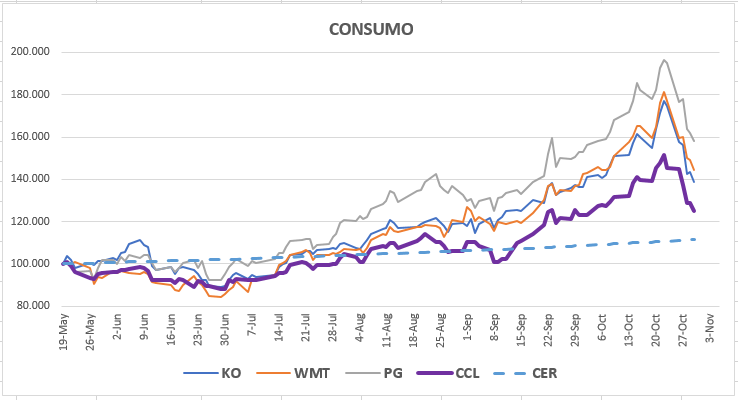 CONSUMO
200.000
180.000
160.000
140.000
120.000
100.000
80.000
19-May
26-May
2-Jun
9-Jun
16-Jun
23-Jun
30-Jun
7-Jul
14-Jul
21-Jul
28-Jul
4-Aug
11-Aug
18-Aug
25-Aug
1-Sep
8-Sep
15-Sep
22-Sep
29-Sep
6-Oct
13-Oct
20-Oct
27-Oct
3-Nov
KO WMT PG CCL CER